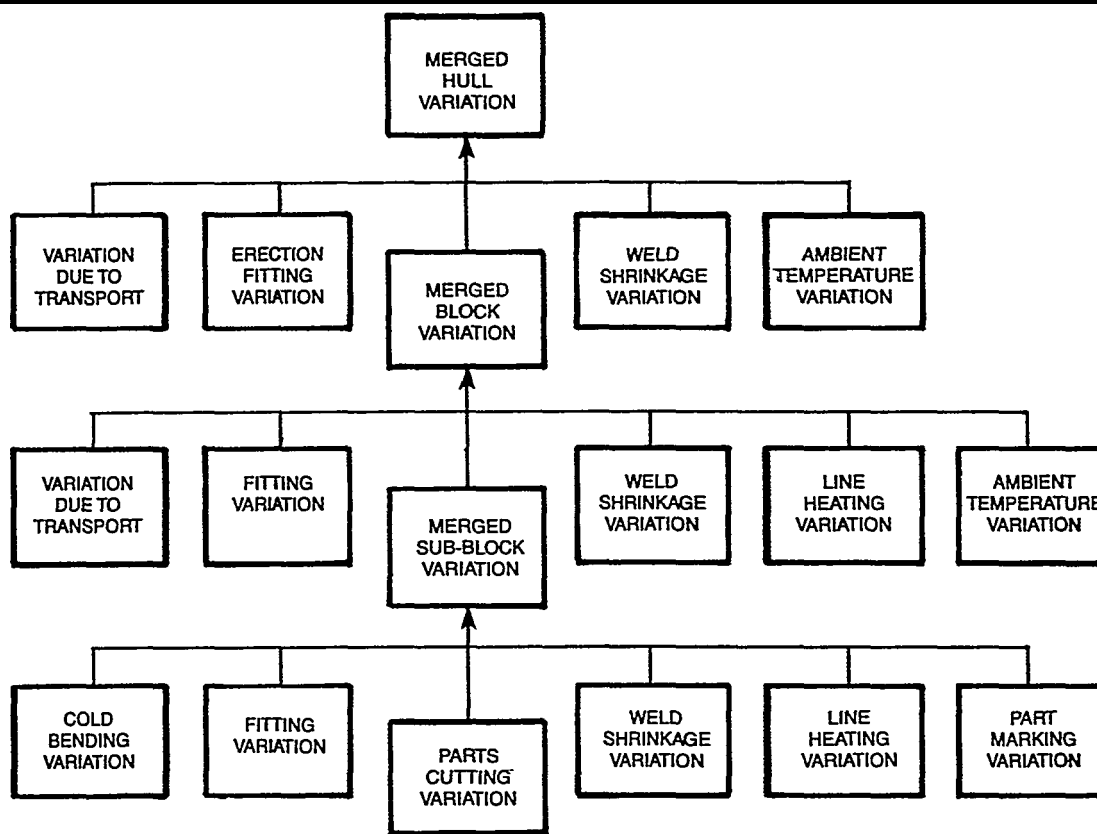 MERGED
HULL
VARIATION
VARIATION
DUE TO
TRANSPORT
ERECTION
FITTING
VARIATION
MERGED
BLOCK
VARIATION
WELD
SHRINKAGE
VARIATION
AMBIENT
TEMPERATURE
VARIATION
VARIATION
DUE TO
TRANSPORT
FITTING
VARIATION
MERGED
SUB-BLOCK
VARIATION
WELD
SHRINKAGE
VARIATION
LINE
HEATING
VARIATION
AMBIENT
TEMPERATURE
VARIATION
COLD
BENDING
VARIATION
FITTING
VARIATION
PARTS
CUTTING
VARIATION
WELD
SHRINKAGE
VARIATION
LINE
HEATING
VARIATION
PART
MARKING
VARIATION